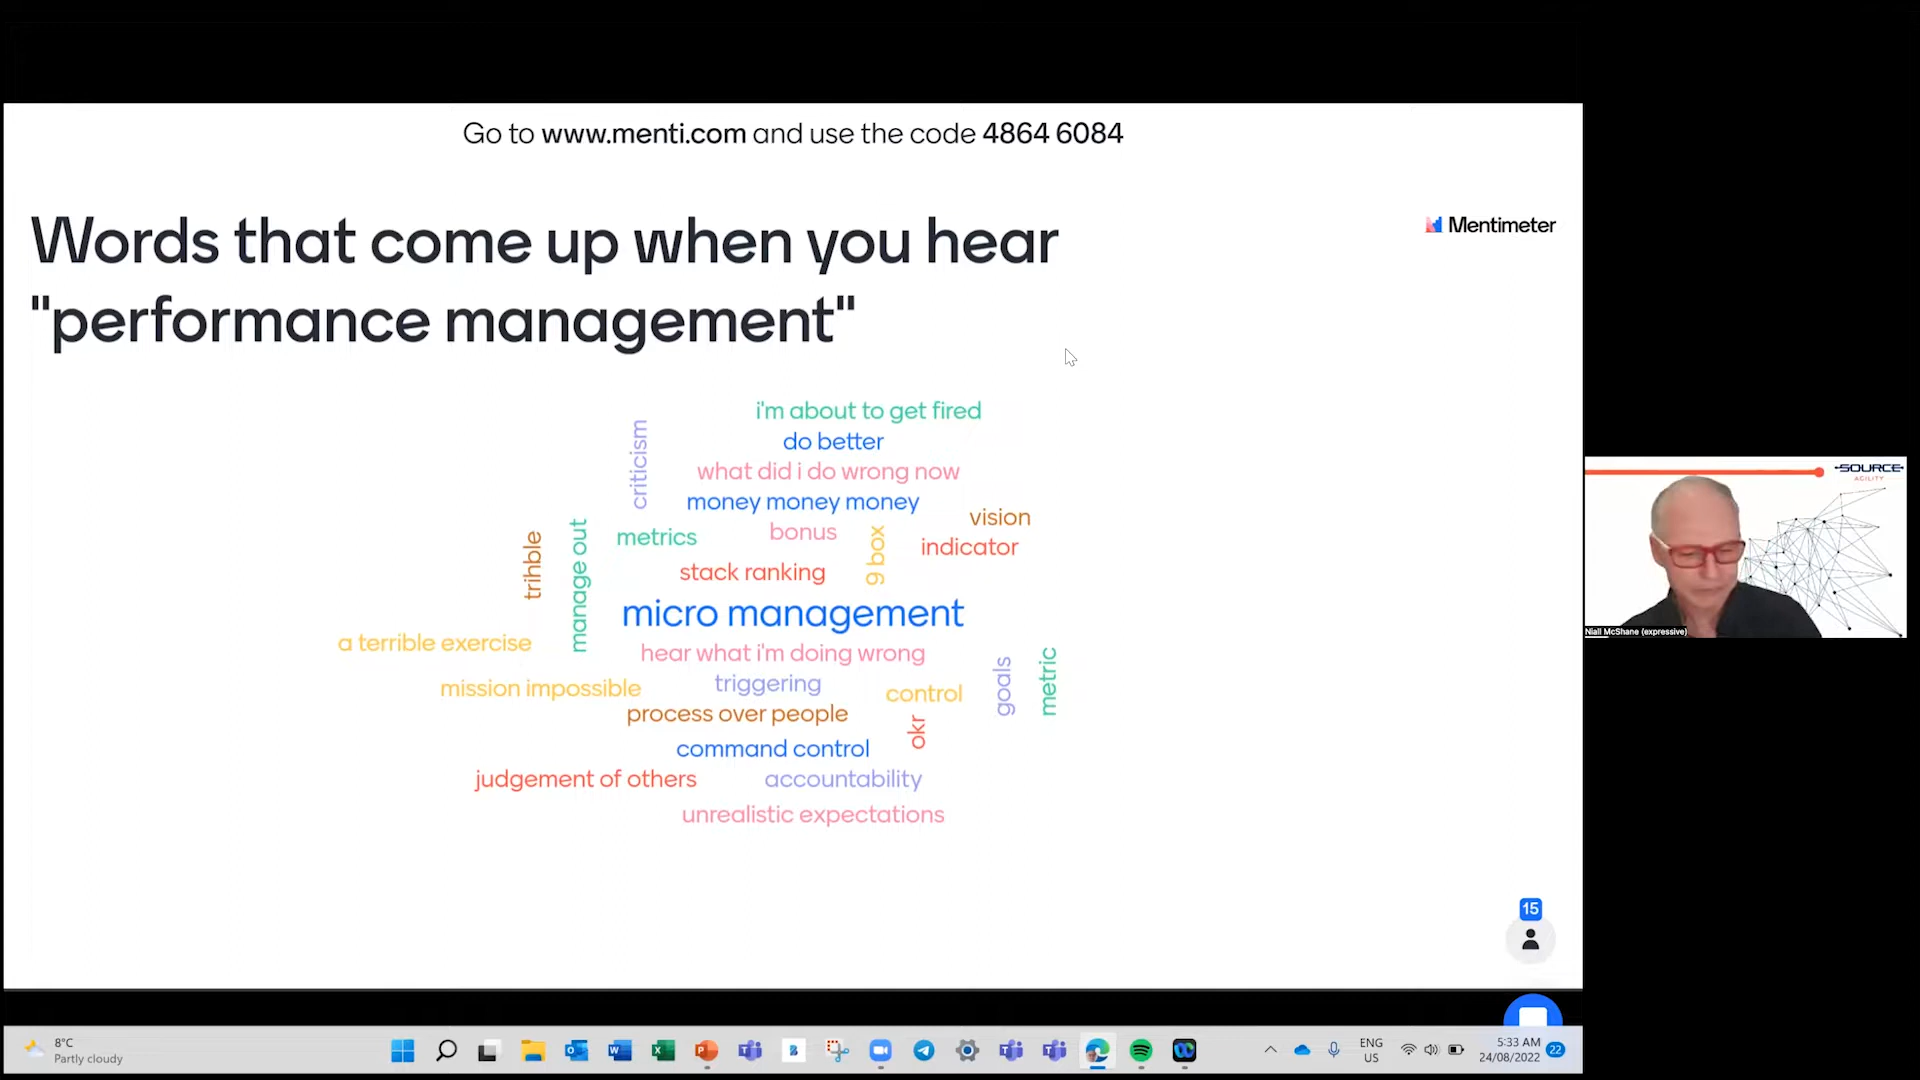 Go to www.menti.com and use the code 4864 6084
Words that come up when you hear
"performance management"
Mentimeter
i'm about to get fired
do better
criticism
what did i do wrong now
money money money
vision
bonus
metrics
indicator
9 box
trihble
manage out
stack ranking
micro management
a terrible exercise
hear what i'm doing wrong
goals
metric
triggering
mission impossible
control
process over people
okr
command control
judgement of others
accountability
unrealistic expectations
15
SOURCE
AGILITY
Niall McShane (expressive)
8°C
Partly cloudy
ENG
US
5:33 AM
24/08/2022
22